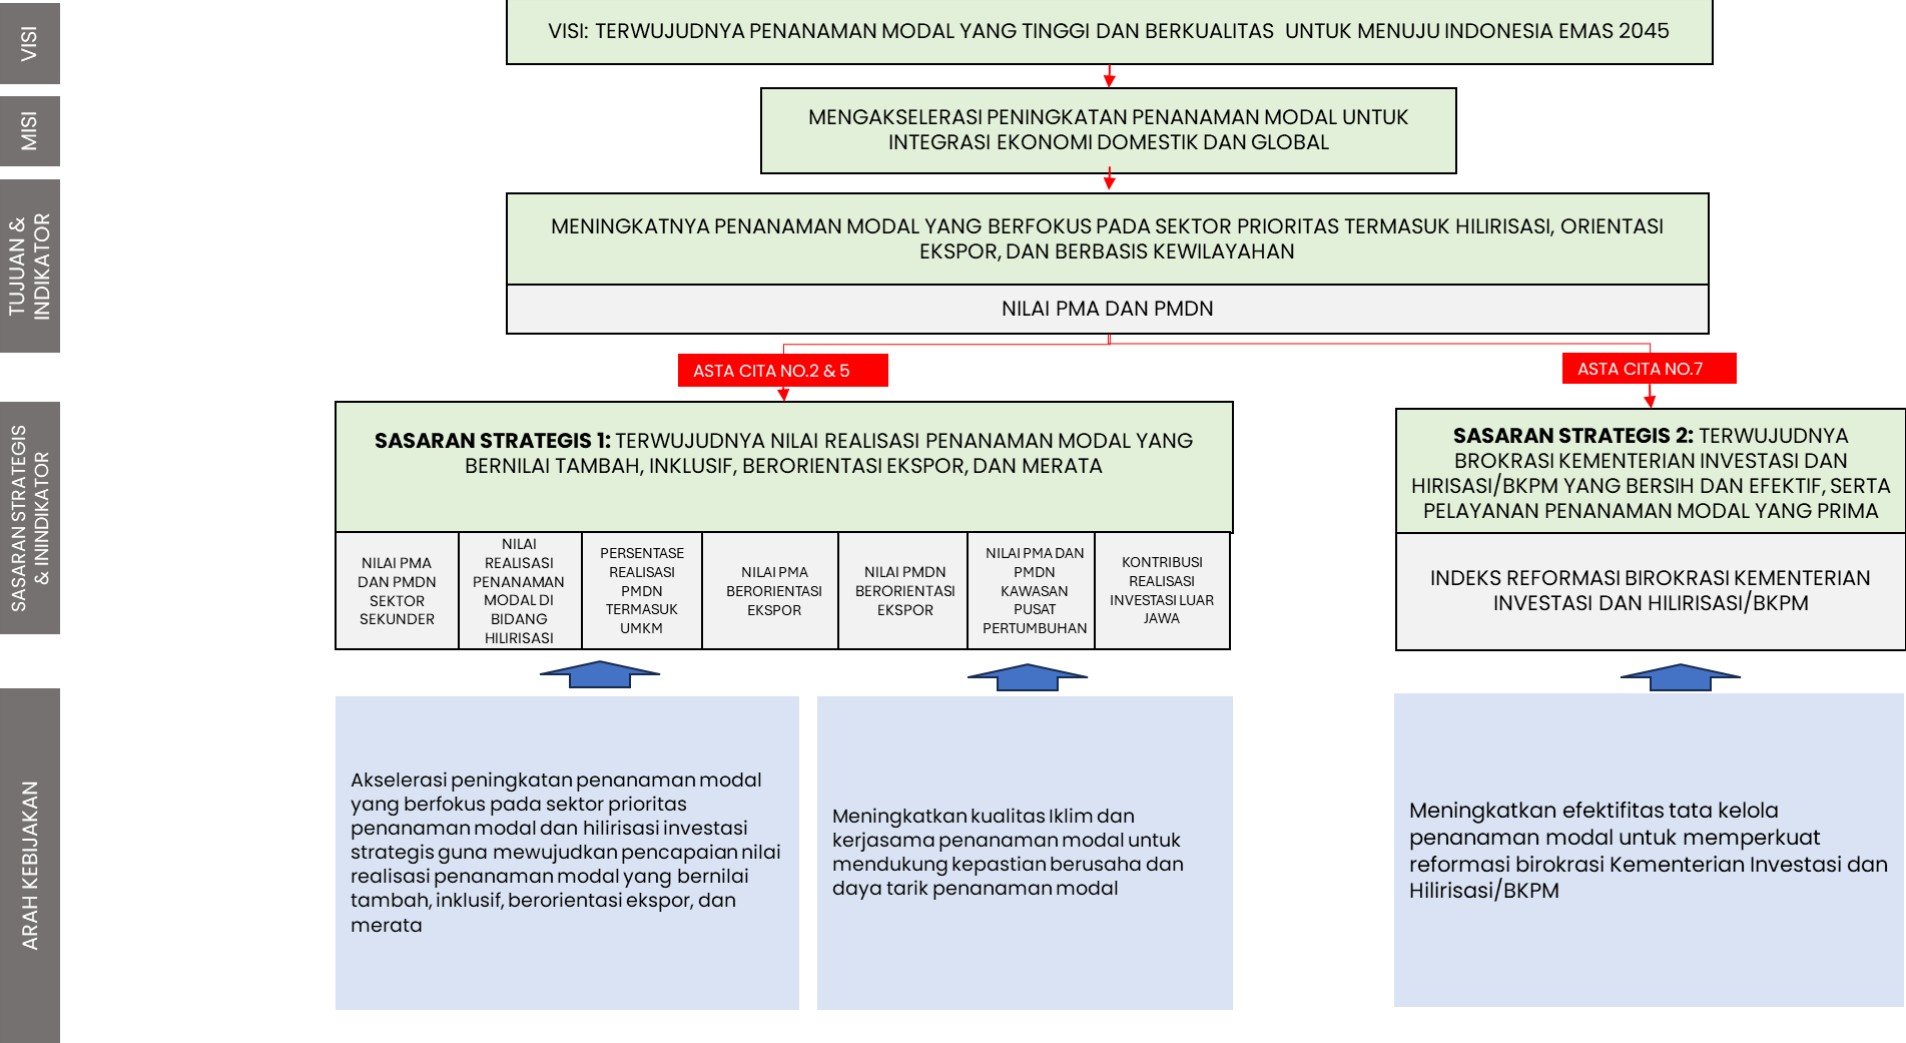 VISI
VISI: TERWUJUDNYA PENANAMAN MODAL YANG TINGGI DAN BERKUALITAS UNTUK MENUJU INDONESIA EMAS 2045
MISI
MENGAKSELERASI PENINGKATAN PENANAMAN MODAL UNTUK
INTEGRASI EKONOMI DOMESTIK DAN GLOBAL
TUJUAN &
INDIKATOR
MENINGKATNYA PENANAMAN MODAL YANG BERFOKUS PADA SEKTOR PRIORITAS TERMASUK HILIRISASI, ORIENTASI
EKSPOR, DAN BERBASIS KEWILAYAHAN
NILAI PMA DAN PMDN
ASTA CITA NO.2 & 5
ASTA CITA NO.7
SASARAN STRATEGIS
& ININDIKATOR
SASARAN STRATEGIS 1: TERWUJUDNYA NILAI REALISASI PENANAMAN MODAL YANG
BERNILAI TAMBAH, INKLUSIF, BERORIENTASI EKSPOR, DAN MERATA
NILAI PMA
DAN PMDN
SEKTOR
SEKUNDER
NILAI
REALISASI
PENANAMAN
MODAL DI
BIDANG
HILIRISASI
PERSENTASE
REALISASI
PMDN
TERMASUK
UMKM
NILAI PMA
BERORIENTASI
EKSPOR
NILAI PMDN
BERORIENTASI
EKSPOR
NILAI PMA DAN
PMDN
KAWASAN
PUSAT
PERTUMBUHAN
KONTRIBUSI
REALISASI
INVESTASI LUAR
JAWA
SASARAN STRATEGIS 2: TERWUJUDNYA
BROKRASI KEMENTERIAN INVESTASI DAN
HIRISASI/BKPM YANG BERSIH DAN EFEKTIF, SERTA
PELAYANAN PENANAMAN MODAL YANG PRIMA
INDEKS REFORMASI BIROKRASI KEMENTERIAN
INVESTASI DAN HILIRISASI/BKPM
ARAH KEBIJAKAN
Akselerasi peningkatan penanaman modal
yang berfokus pada sektor prioritas
penanaman modal dan hilirisasi investasi
strategis guna mewujudkan pencapaian nilai
realisasi penanaman modal yang bernilai
tambah, inklusif, berorientasi ekspor, dan
merata
Meningkatkan kualitas Iklim dan
kerjasama penanaman modal untuk
mendukung kepastian berusaha dan
daya tarik penanaman modal
Meningkatkan efektifitas tata kelola
penanaman modal untuk memperkuat
reformasi birokrasi Kementerian Investasi dan
Hilirisasi/BKPM